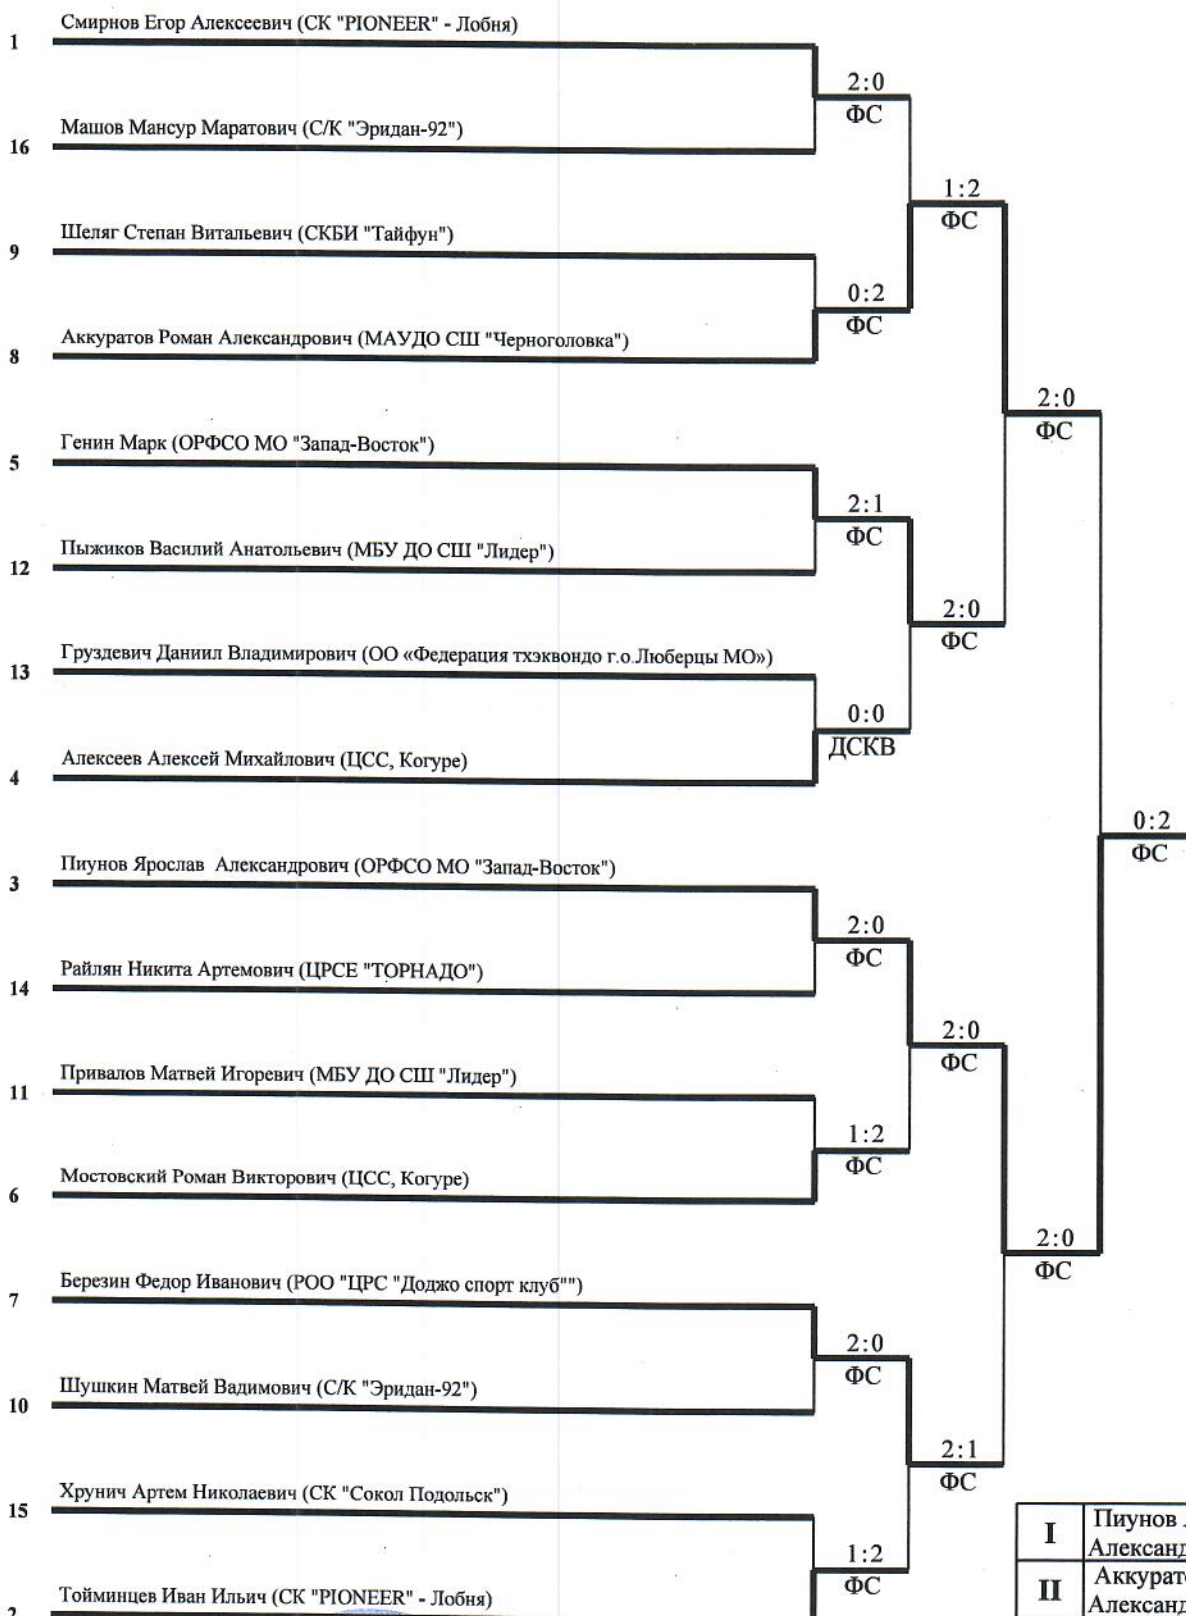 Смирнов Егор Алексеевич (СК "PIONEER" - Лобня)
1
2:0
ФС
Машов Мансур Маратович (С/К "Эридан-92")
16
1:2
ФС
Шеляг Степан Витальевич (СКБИ "Тайфун")
9
0:2
ФС
Аккуратов Роман Александрович (МАУДО СШ "Черноголовка")
8
2:0
ФС
Генин Марк (ОРФСО МО "Запад-Восток")
5
2:1
ФС
Пыжиков Василий Анатольевич (МБУ ДО СШ "Лидер")
12
2:0
ФС
Груздевич Даниил Владимирович (ОО «Федерация тхэквондо г.о.Люберцы МО»)
13
0:0
ДСКВ
Алексеев Алексей Михайлович (ЦСС, Когуре)
4
0:2
ФС
Пиунов Ярослав Александрович (ОРФСО МО "Запад-Восток")
3
2:0
ФС
Райлян Никита Артемович (ЦРСЕ "ТОРНАДО")
14
2:0
ФС
Привалов Матвей Игоревич (МБУ ДО СШ "Лидер")
11
1:2
ФС
Мостовский Роман Викторович (ЦСС, Когуре)
6
2:0
ФС
Березин Федор Иванович (РОО "ЦРС "Доджо спорт клуб"")
7
2:0
ФС
Шушкин Матвей Вадимович (С/К "Эридан-92")
10
2:1
ФС
Хрунич Артем Николаевич (СК "Сокол Подольск")
15
1:2
ФС
Тойминцев Иван Ильич (СК "PIONEER" - Лобня)
2
I
Пиунов
Александ
II
Аккурато
Александ